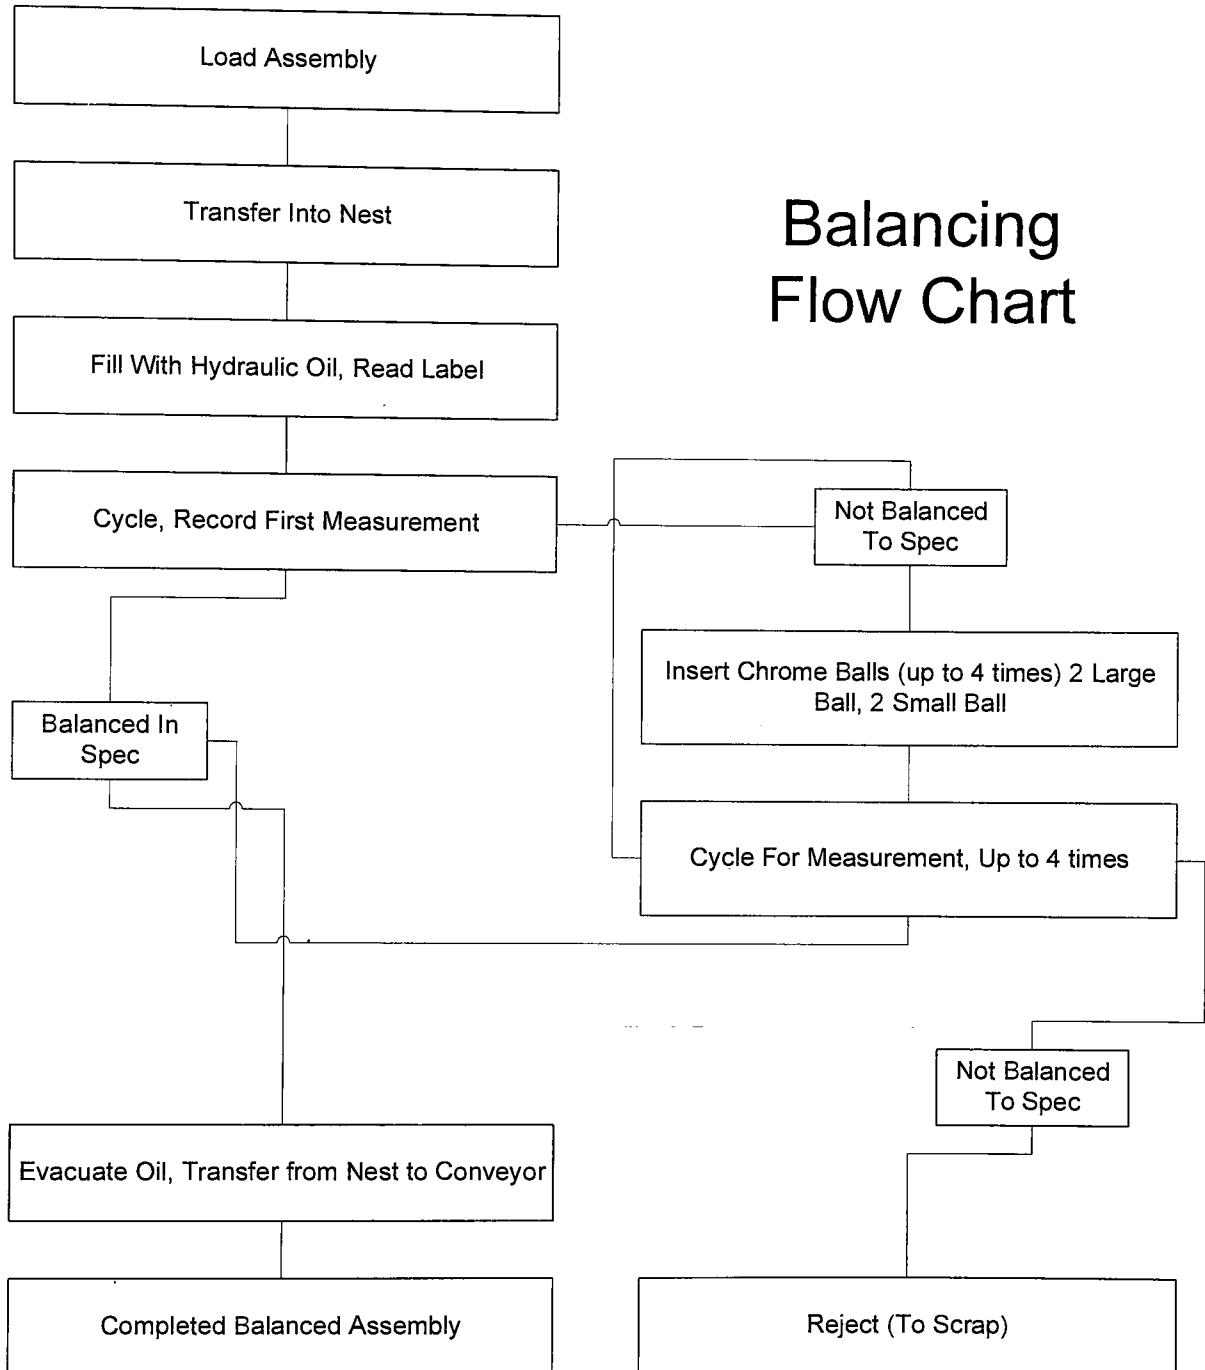 Load Assembly
Transfer Into Nest
Balancing
Flow Chart
Fill With Hydraulic Oil, Read Label
Cycle, Record First Measurement
Not Balanced
To Spec
Insert Chrome Balls (up to 4 times) 2 Large
Ball, 2 Small Ball
Balanced In
Spec
Cycle For Measurement, Up to 4 times
Not Balanced
To Spec
Evacuate Oil, Transfer from Nest to Conveyor
Completed Balanced Assembly
Reject (To Scrap)